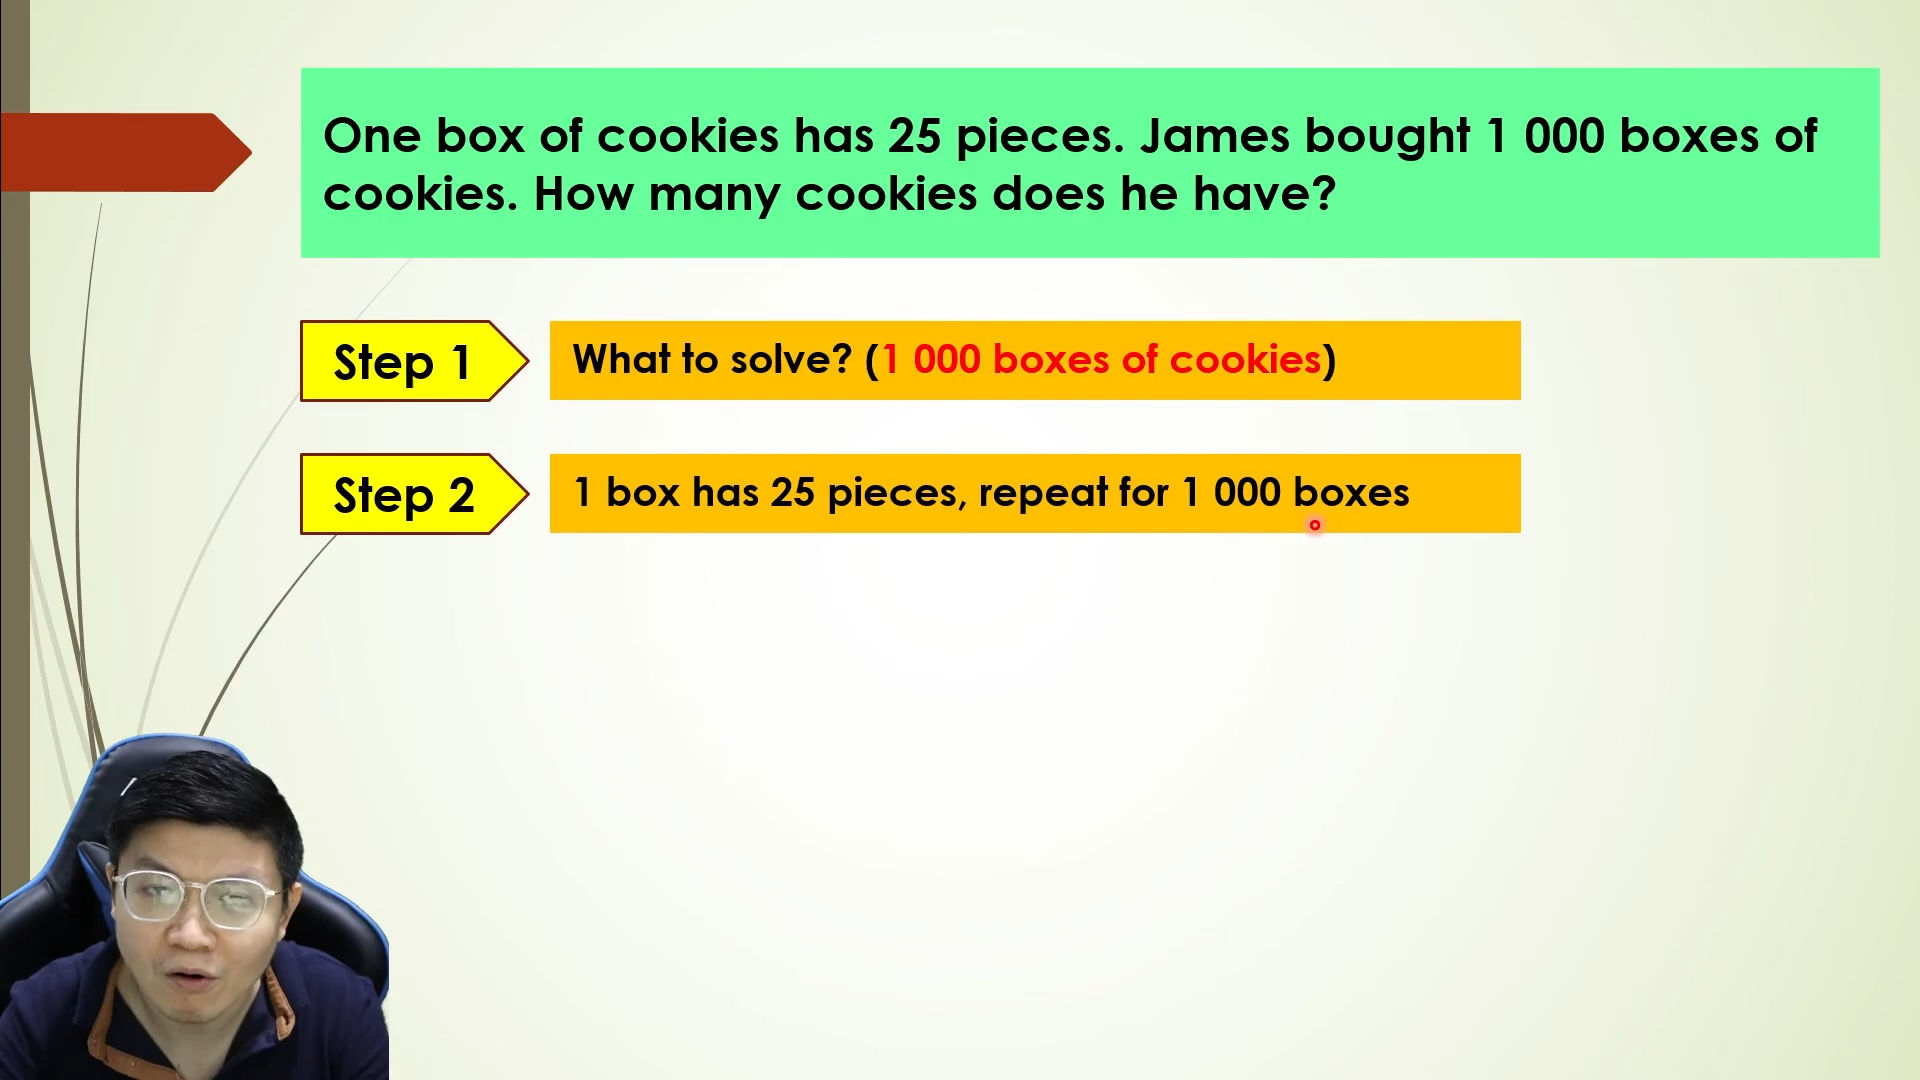 One box of cookies has 25 pieces. James bought 1 000 boxes of
cookies. How many cookies does he have?
Step 1
What to solve? (1 000 boxes of cookies)
Step 2
1 box has 25 pieces, repeat for 1 000 boxes